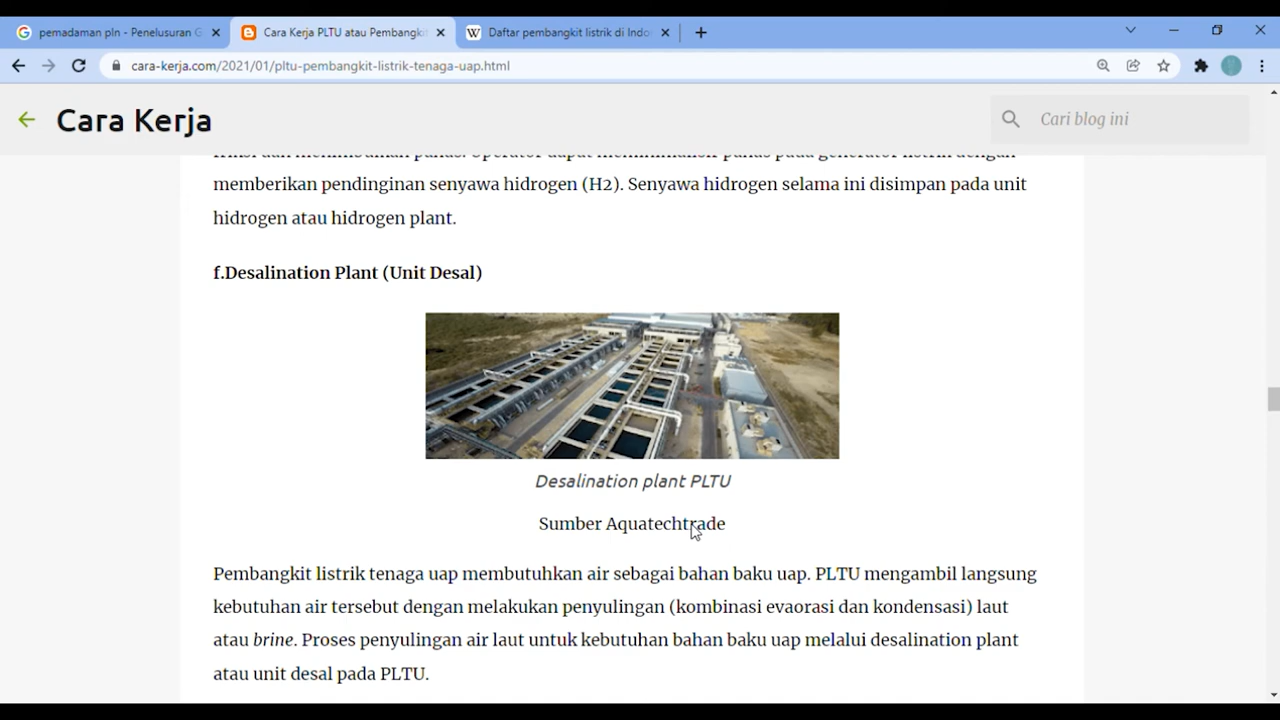 pemadaman pln - Penelusuran G
Cara Kerja PLTU atau Pembangki
Daftar pembangkit listrik di Indo
cara-kerja.com/2021/01/pltu-pembangkit-listrik-tenaga-uap.html
Cara Kerja
Cari blog ini
memberikan pendinginan senyawa hidrogen (H2). Senyawa hidrogen selama ini disimpan pada unit
hidrogen atau hidrogen plant.
f.Desalination Plant (Unit Desal)
Desalination plant PLTU
Sumber Aquatechtrade
Pembangkit listrik tenaga uap membutuhkan air sebagai bahan baku uap. PLTU mengambil langsung
kebutuhan air tersebut dengan melakukan penyulingan (kombinasi evaorasi dan kondensasi) laut
atau brine. Proses penyulingan air laut untuk kebutuhan bahan baku uap melalui desalination plant
atau unit desal pada PLTU.